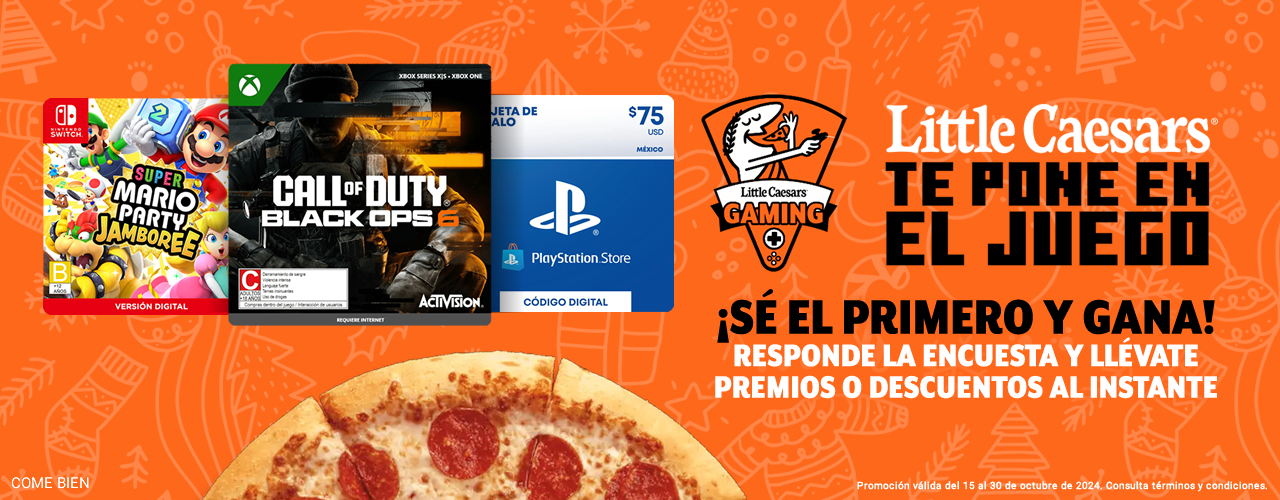 NINTENDO
SWITCH
2
SUPER
MARIO
PARTY
JAMBOREE
B
+12
AÑOS
VERSIÓN DIGITAL
XBOX SERIES X|S • XBOX ONE
CALL OF DUTY
BLACK OPS 6
C
ADULTOS
+18 AÑOS
Derramamiento de sangre
Violencia intensa
Lenguaje fuerte
Temas insinuantes
Uso de drogas
Compras dentro del juego / Interacción de usuarios
ACTIVISION
REQUIERE INTERNET
JETA DE
ALO
$75
USD
MÉXICO
PlayStation Store
CÓDIGO DIGITAL
Little Caesars
GAMING
Little Caesars®
TE PONE EN
EL JUEGO
¡SÉ EL PRIMERO Y GANA!
RESPONDE LA ENCUESTA Y LLÉVATE
PREMIOS O DESCUENTOS AL INSTANTE
COME BIEN
Promoción válida del 15 al 30 de octubre de 2024. Consulta términos y condiciones.